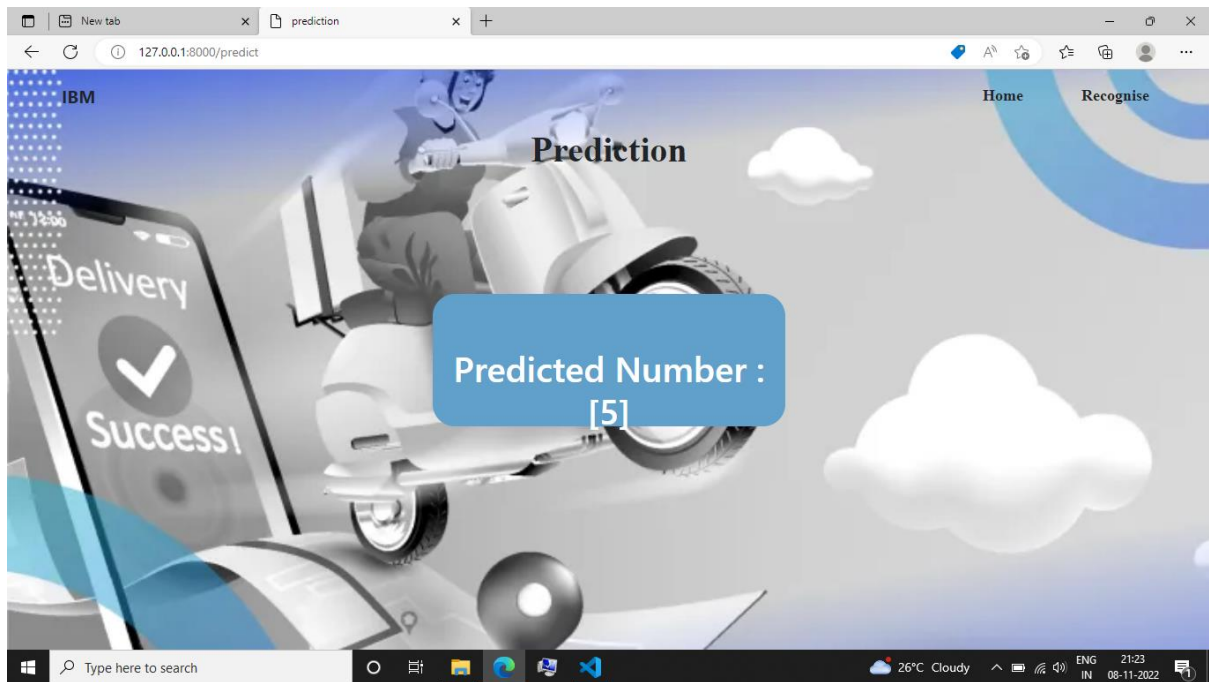 New tab
prediction
127.0.0.1:8000/predict
IBM
Home
Recognise
Prediction
Delivery
Success!
Predicted Number :
[5]
Type here to search
26°C Cloudy
ENG
IN
21:23
08-11-2022
1